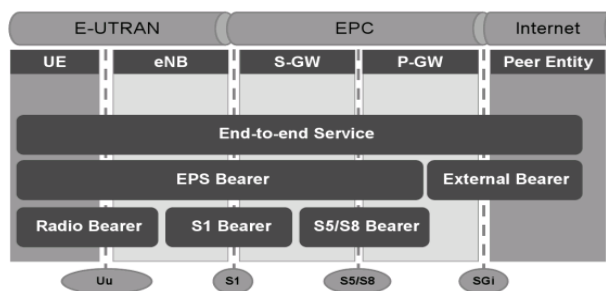 E-UTRAN EPC Internet
UE eNB S-GW P-GW Peer Entity
End-to-end Service
EPS Bearer External Bearer
Radio Bearer S1 Bearer S5/S8 Bearer
Uu S1 S5/S8 SGi